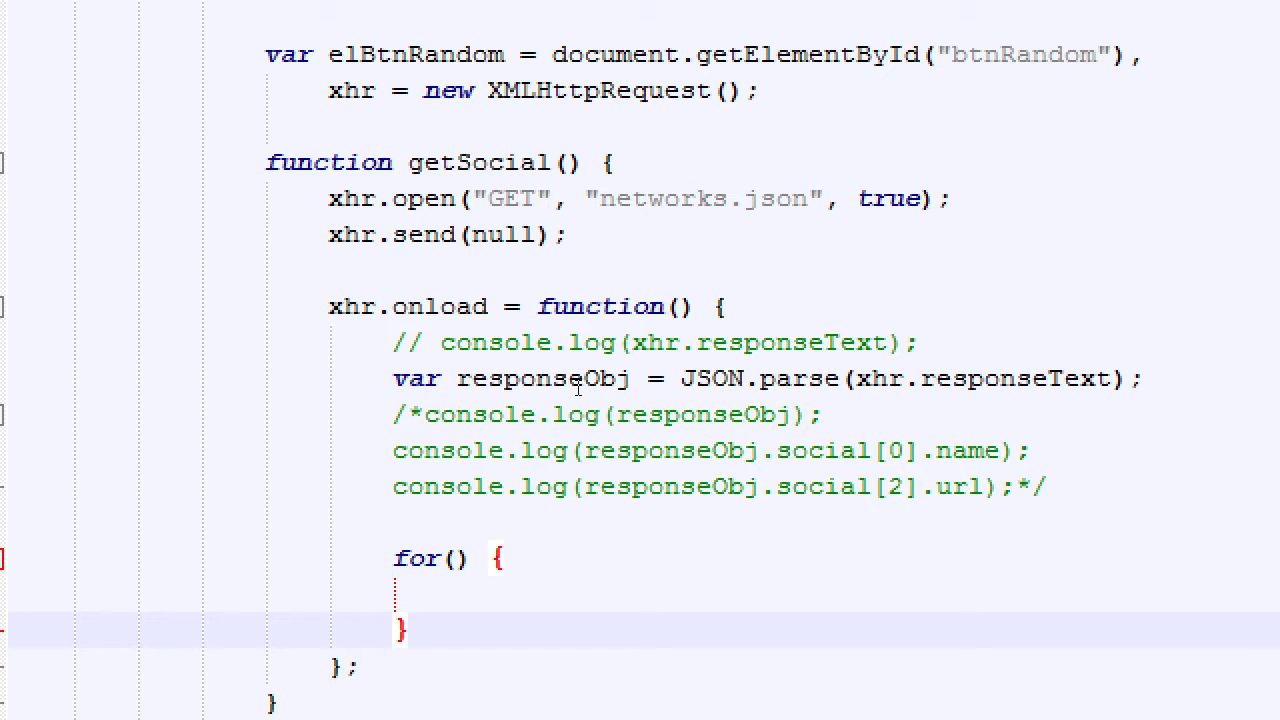 var elBtnRandom = document.getElementById("btnRandom"),
xhr = new XMLHttpRequest();
function getSocial() {
xhr.open("GET", "networks.json", true);
xhr.send(null);
xhr.onload = function() {
// console.log(xhr.responseText);
var responseObj = JSON.parse(xhr.responseText);
/*console.log(responseObj);
console.log(responseObj.social[0].name);
console.log(responseObj.social[2].url);*/
for() {
}
};
}